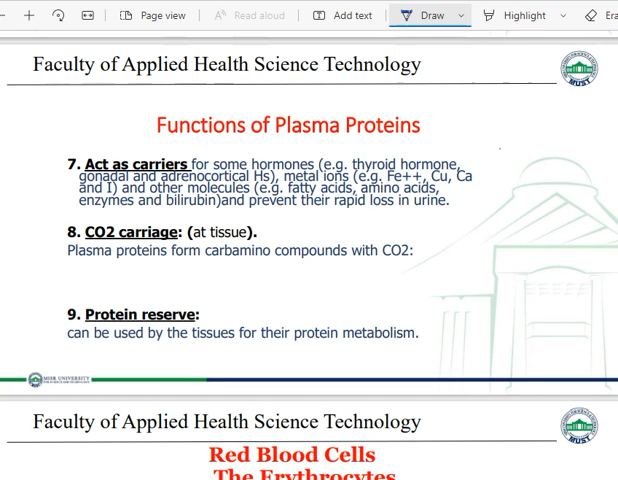 Page view
Read aloud
Add text
Draw
Highlight
Faculty of Applied Health Science Technology
MUST
Functions of Plasma Proteins
7. Act as carriers for some hormones (e.g. thyroid hormone,
gonadal and adrenocortical Hs), metal ions (e.g. Fe++, Cu, Ca
and I) and other molecules (e.g. fatty acids, amino acids,
enzymes and bilirubin)and prevent their rapid loss in urine.
8. CO2 carriage: (at tissue).
Plasma proteins form carbamino compounds with CO2:
9. Protein reserve:
can be used by the tissues for their protein metabolism.
MISR UNIVERSITY
FOR SCIENCE AND TECHNOLOGY
Faculty of Applied Health Science Technology
MUST
Red Blood Cells
The Erythrocytes